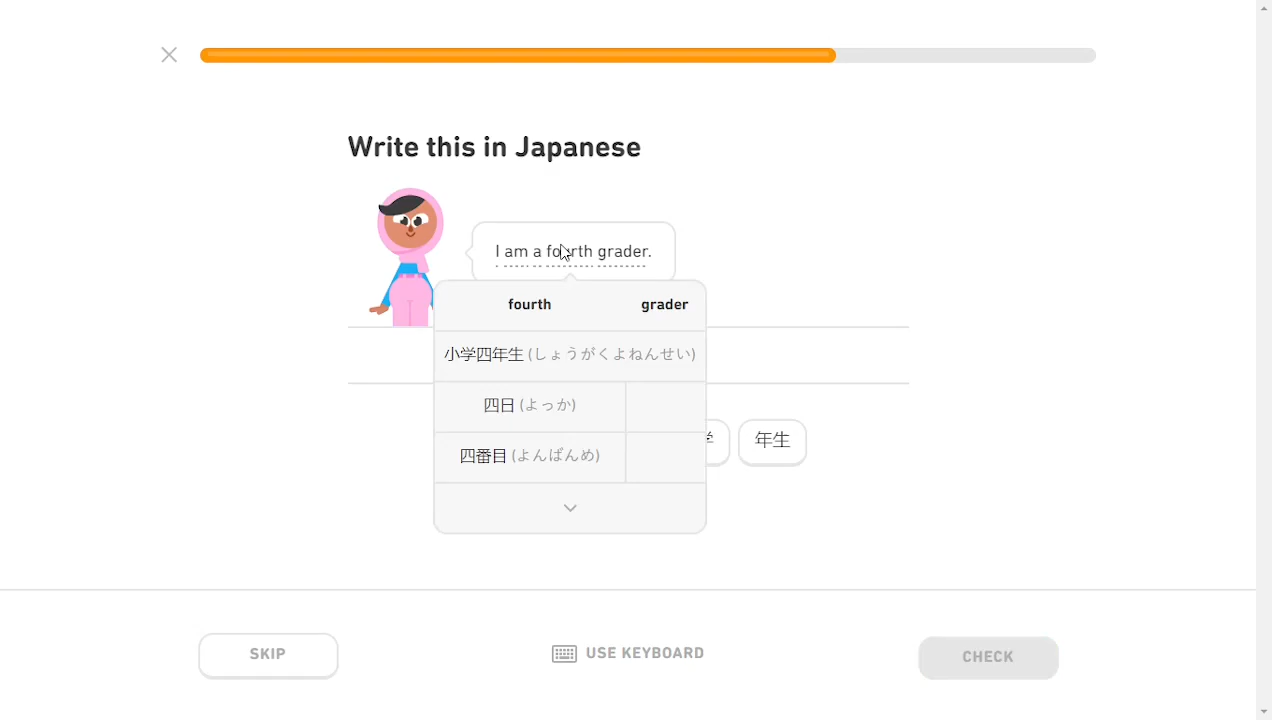 Write this in Japanese
I am a fourth grader.
fourth grader
小学四年生 (しょうがくよねんせい)
四日 (よっか)
四番目 (よんばんめ)
年生
SKIP
USE KEYBOARD
CHECK